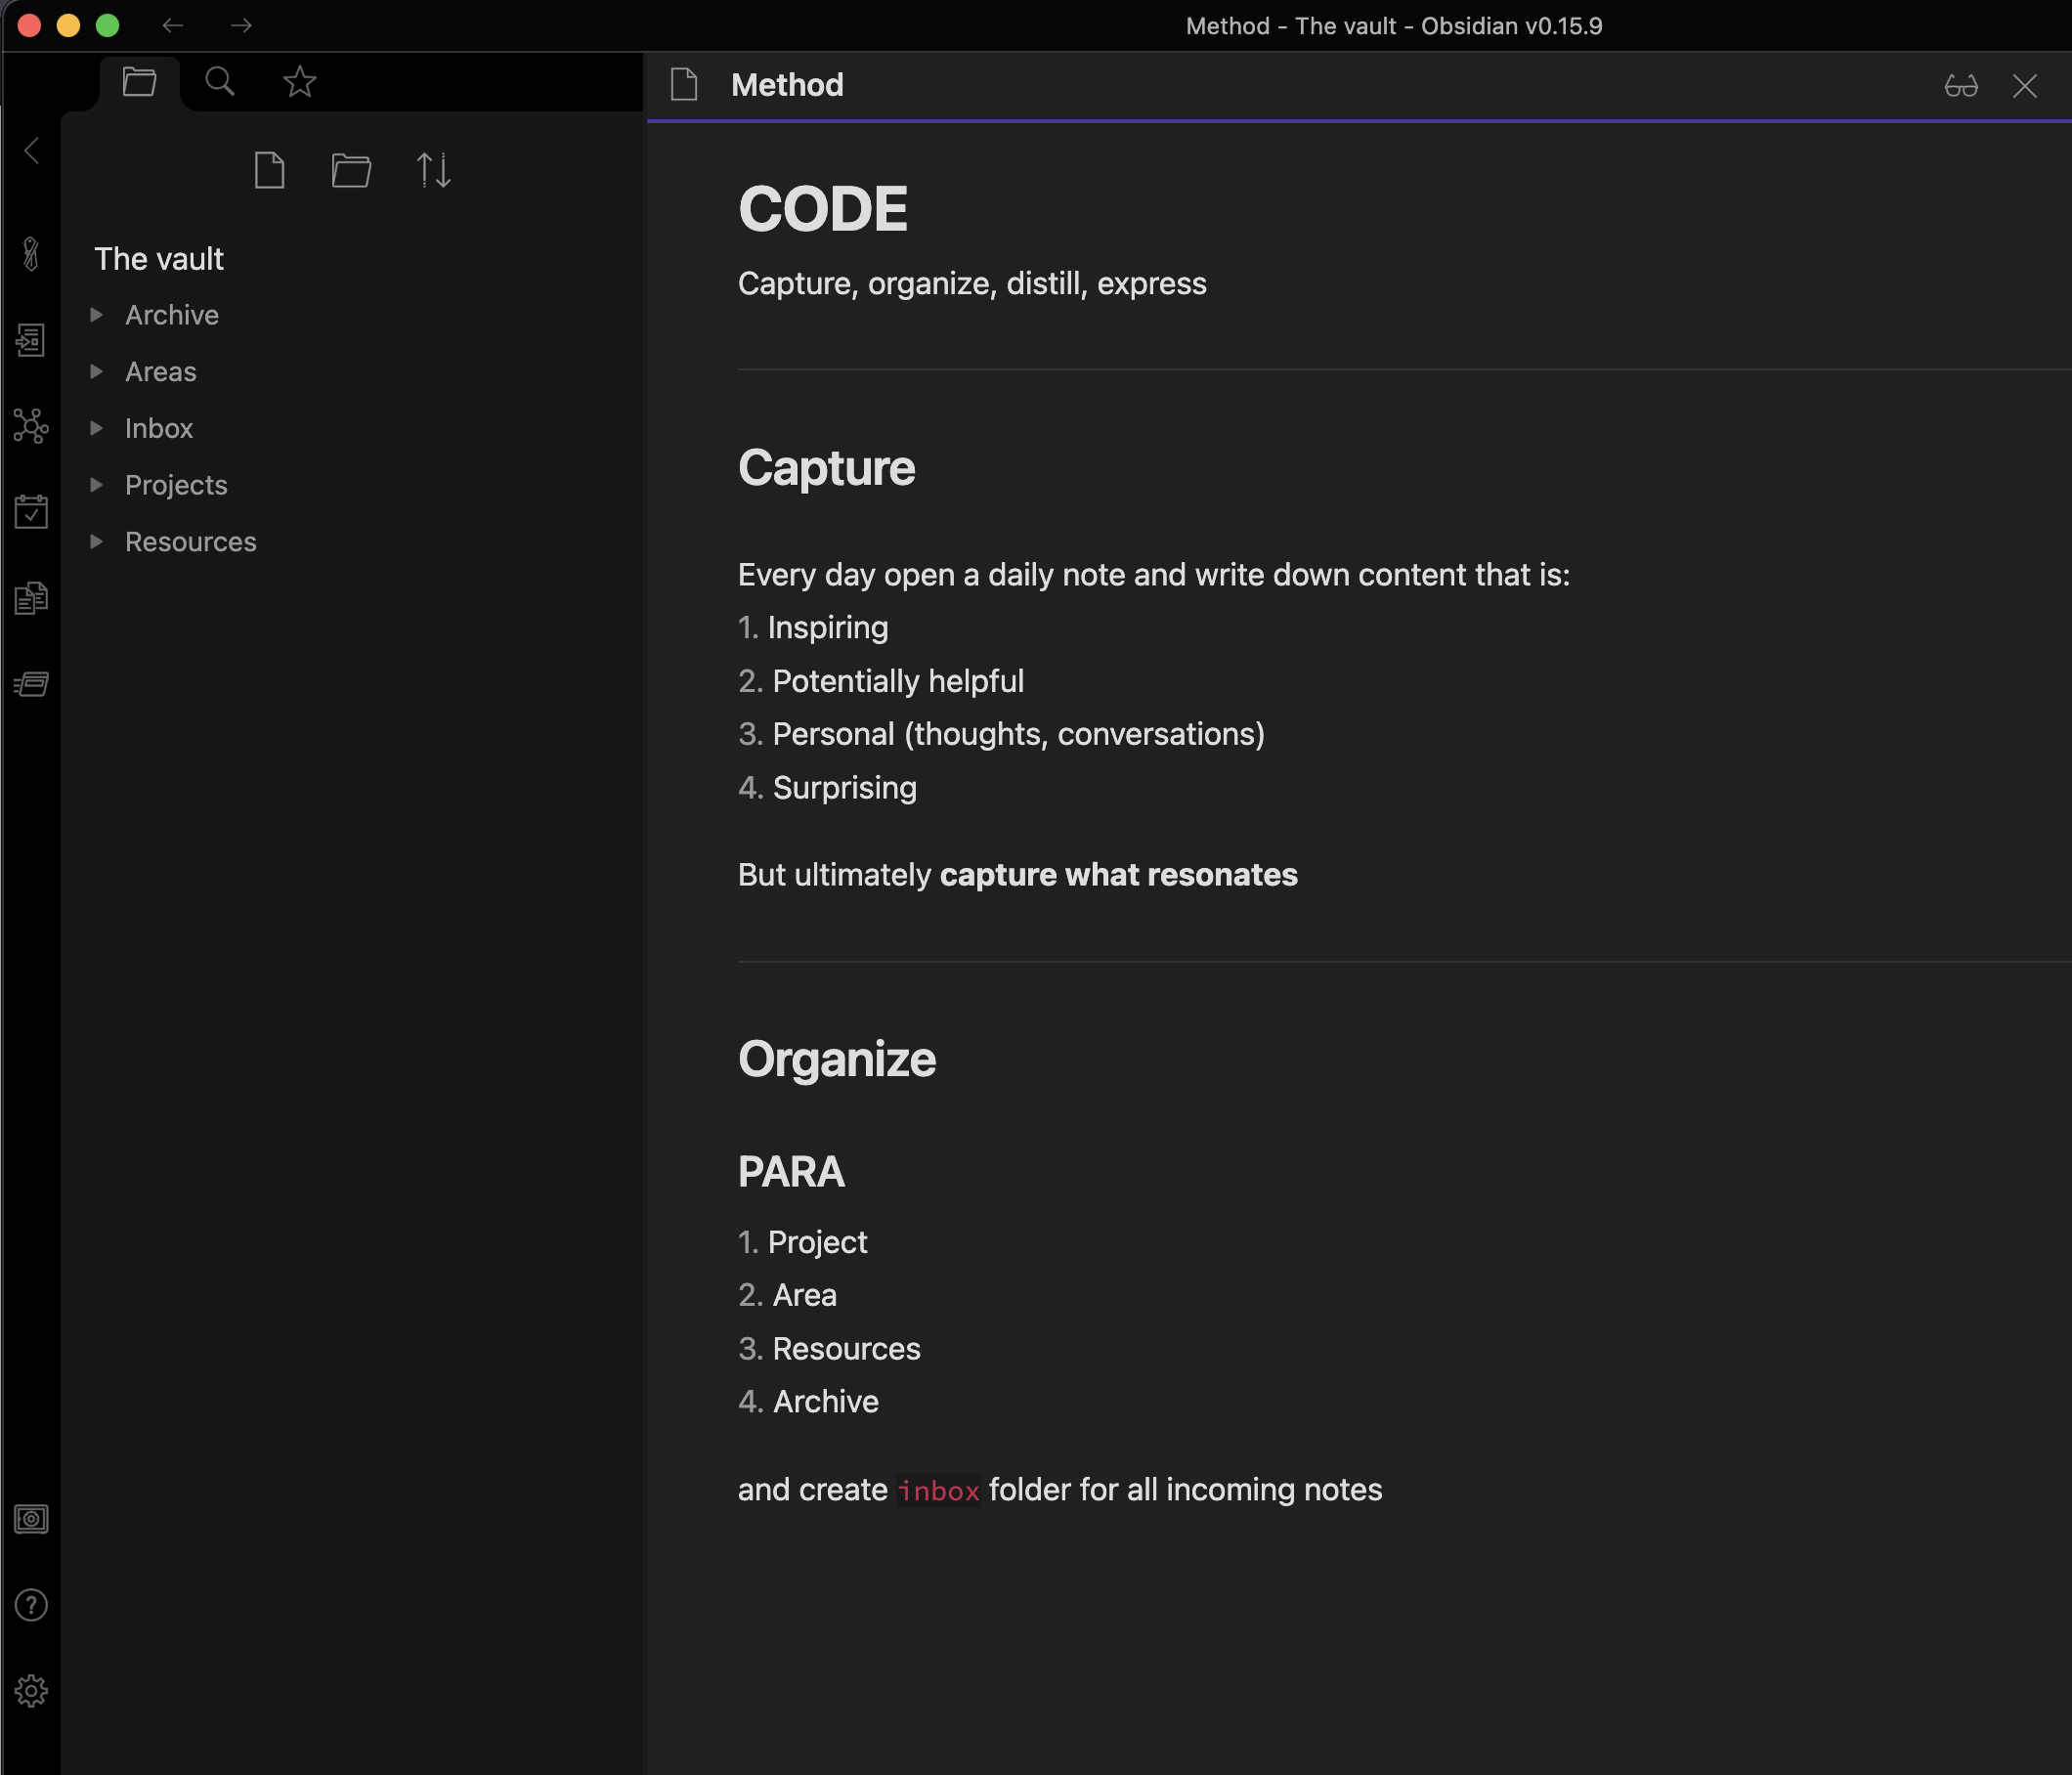 Method - The vault - Obsidian v0.15.9
The vault
Archive
Areas
Inbox
Projects
Resources
Method
CODE
Capture, organize, distill, express
Capture
Every day open a daily note and write down content that is:
1. Inspiring
2. Potentially helpful
3. Personal (thoughts, conversations)
4. Surprising
But ultimately capture what resonates
Organize
PARA
1. Project
2. Area
3. Resources
4. Archive
and create inbox folder for all incoming notes